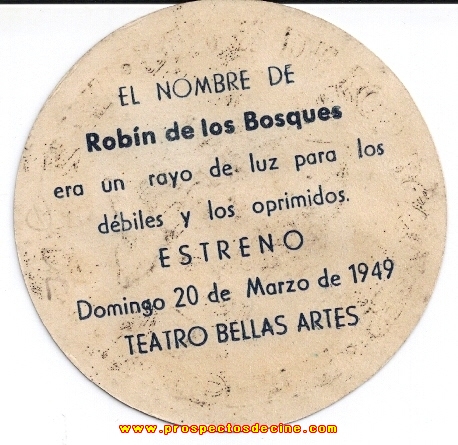 EL NOMBRE DE
Robín de los Bosques
era un rayo de luz para los
débiles y los oprimidos.
ESTRENO
Domingo 20 de Marzo de 1949
TEATRO BELLAS ARTES
www.prospectosdecine.com